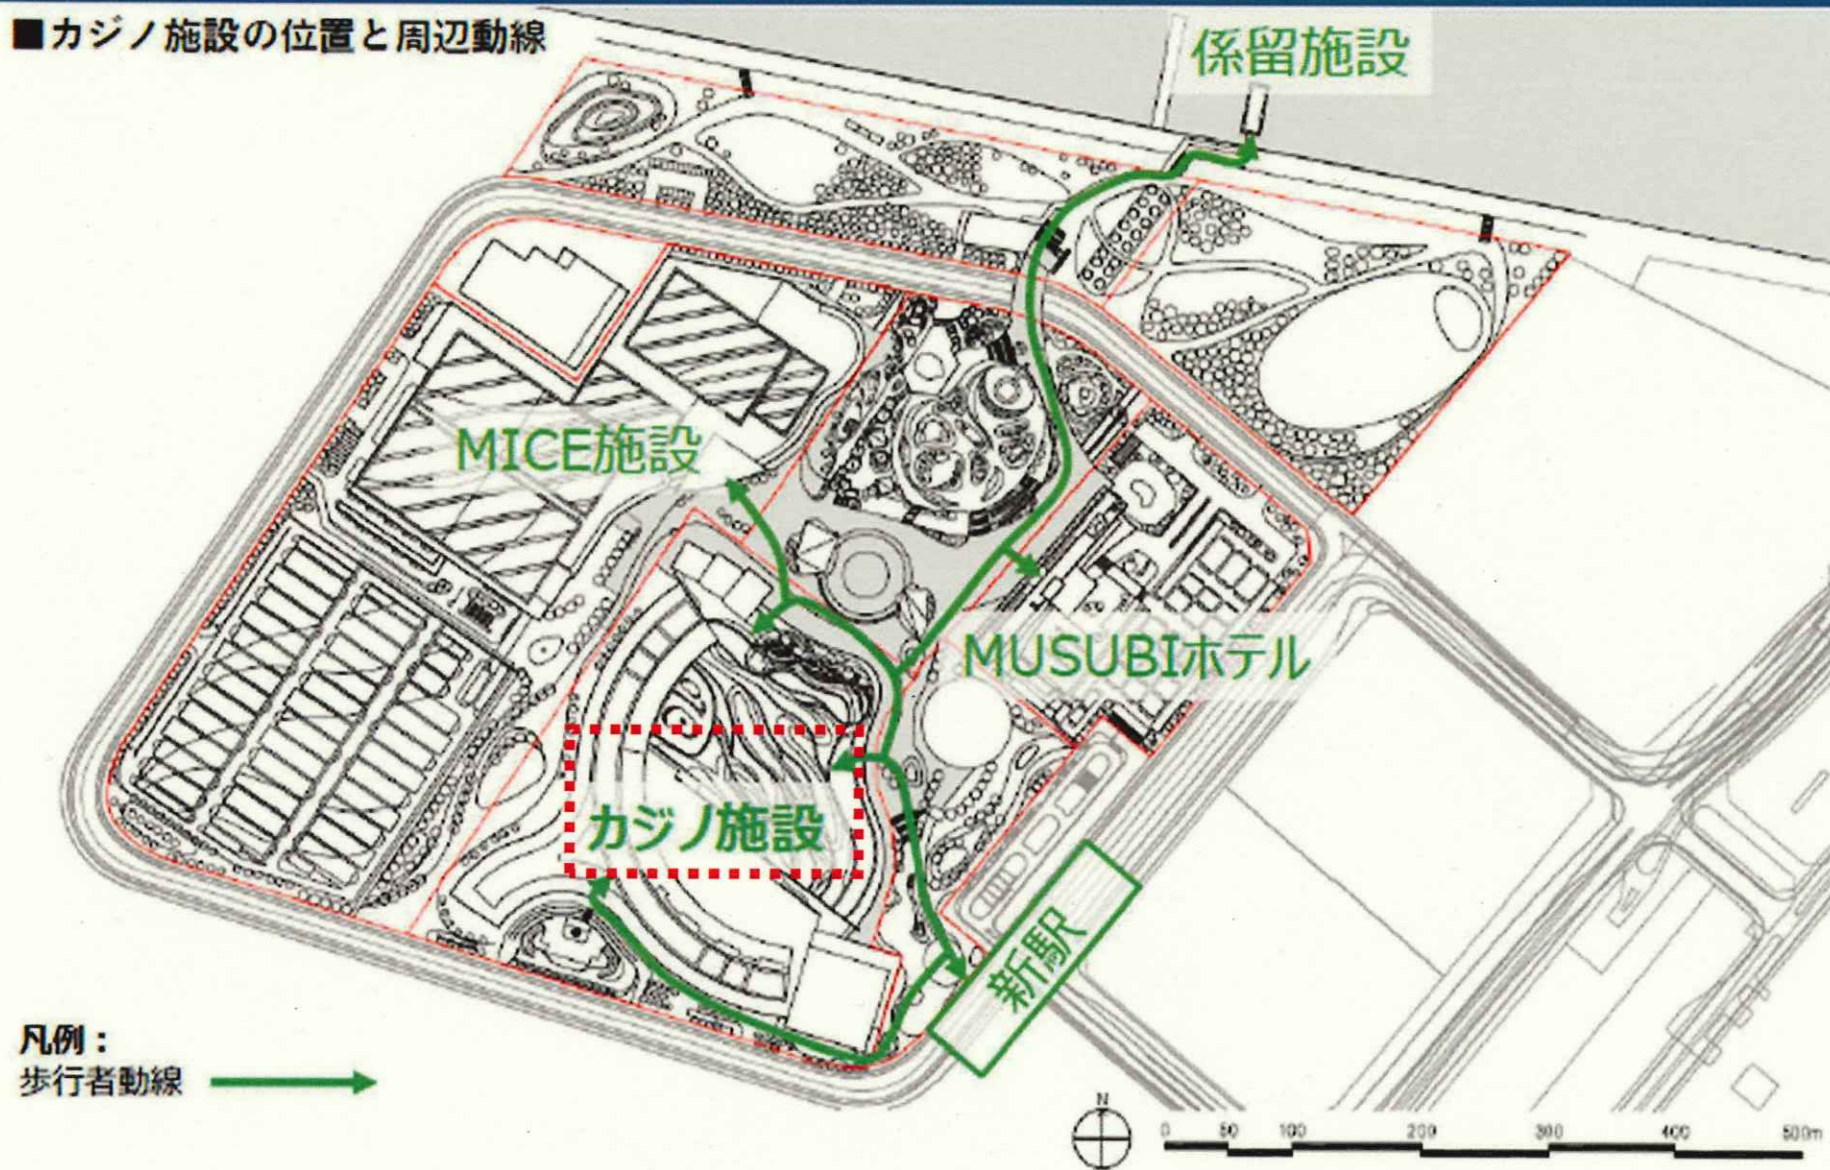 ■カジノ施設の位置と周辺動線
係留施設
MICE施設
MUSUBIホテル
カジノ施設
新駅
凡例：
歩行者動線
N
0 50 100 200 300 400 500m